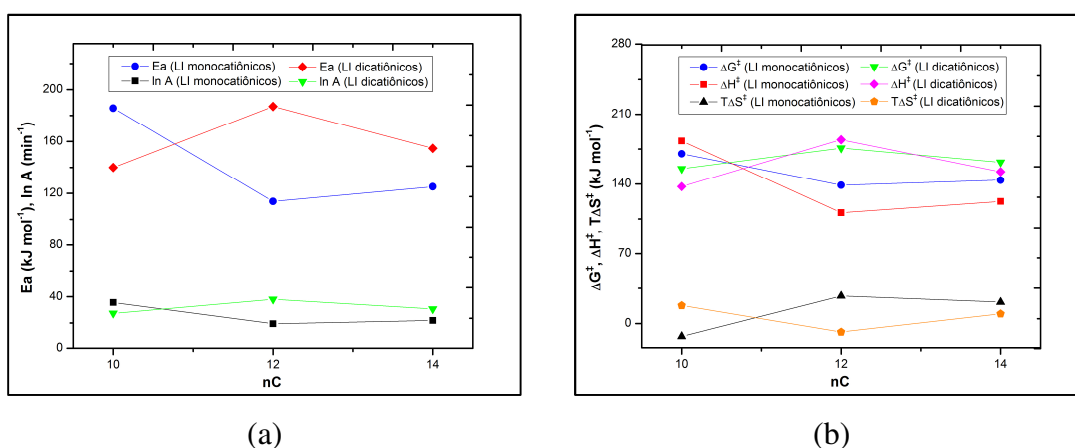 Ea (LI monocatiônicos) Ea (LI dicatiônicos)
ln A (LI monocatiônicos) ln A (LI dicatiônicos)
200
160
120
80
40
0
10 12 14
nC
Ea (kJ mol⁻¹), ln A (min⁻¹)
(a)
ΔG‡ (LI monocatiônicos) ΔG‡ (LI dicatiônicos)
ΔH‡ (LI monocatiônicos) ΔH‡ (LI dicatiônicos)
TΔS‡ (LI monocatiônicos) TΔS‡ (LI dicatiônicos)
280
210
140
70
0
10 12 14
nC
ΔG‡, ΔH‡, TΔS‡ (kJ mol⁻¹)
(b)